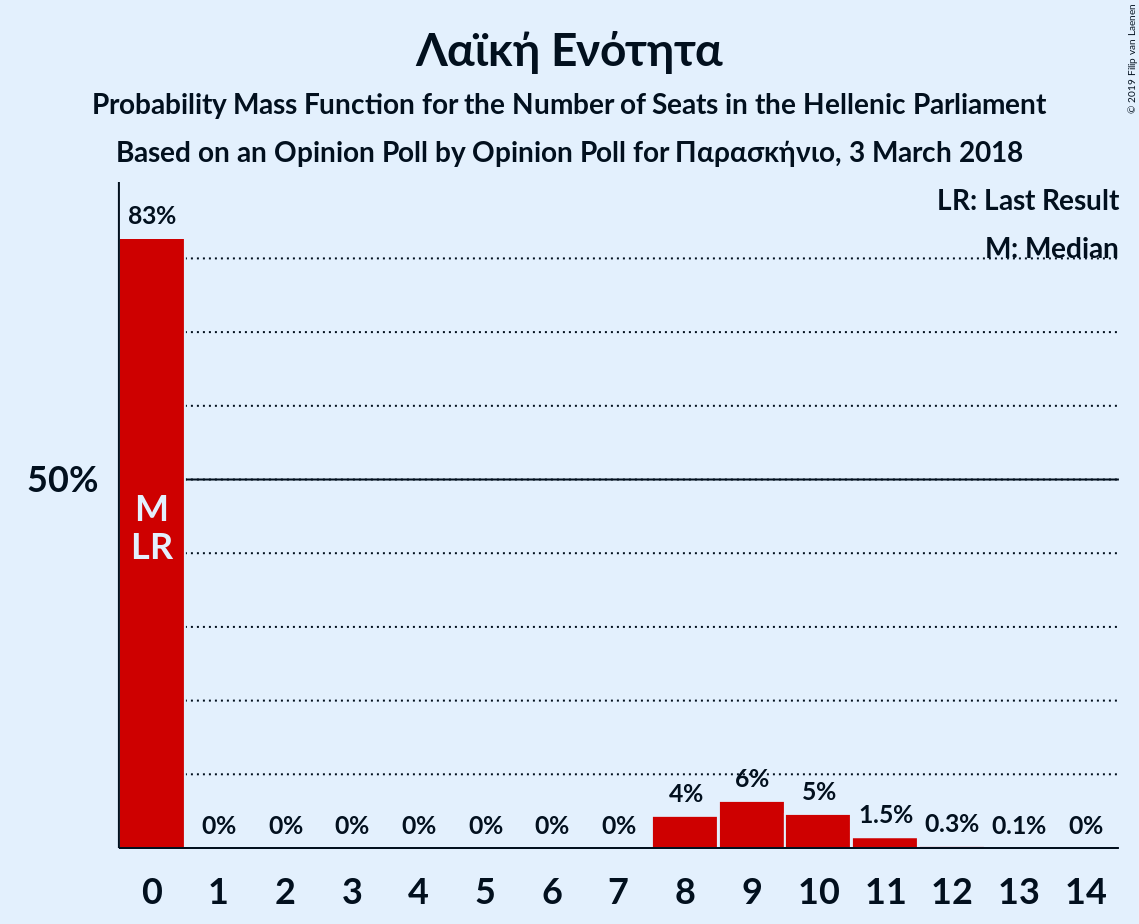 Λαϊκή Ενότητα
Probability Mass Function for the Number of Seats in the Hellenic Parliament
Based on an Opinion Poll by Opinion Poll for Παρασκήνιο, 3 March 2018
© 2019 Filip van Laenen
LR: Last Result
M: Median
83%
50%
M
LR
0% 0% 0% 0% 0% 0% 0% 4% 6% 5% 1.5% 0.3% 0.1% 0%
0 1 2 3 4 5 6 7 8 9 10 11 12 13 14